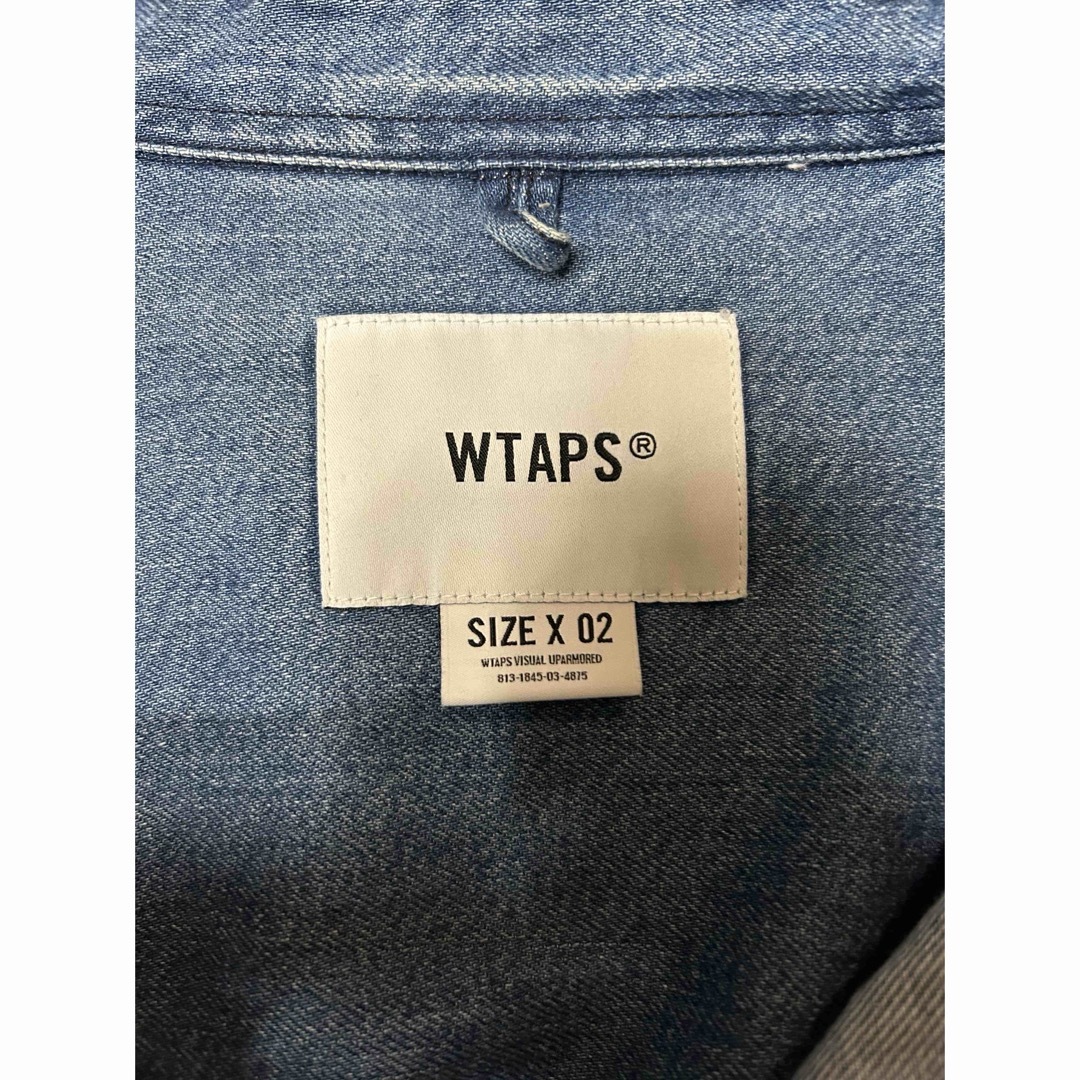 WTAPS®
SIZE X 02
WTAPS VISUAL UPARMORED
813-1845-03-4875